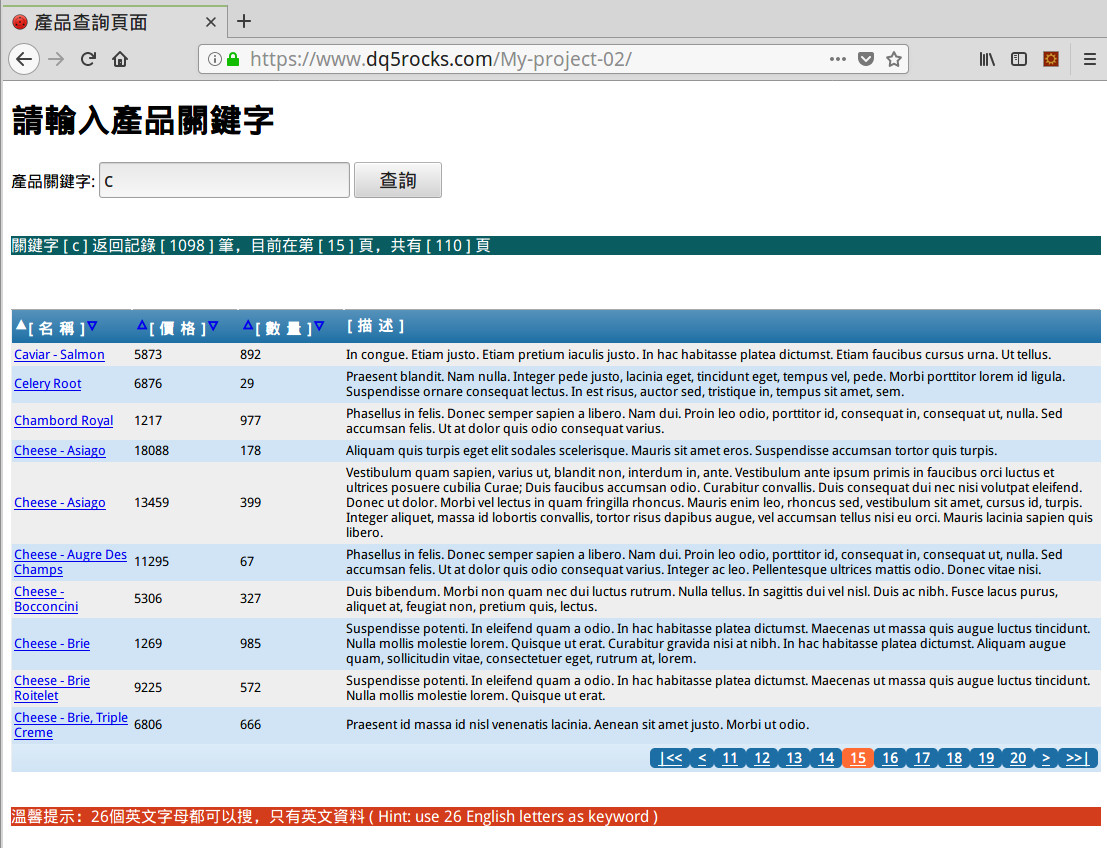 產品查詢頁面
https://www.dq5rocks.com/My-project-02/
請輸入產品關鍵字
產品關鍵字: c 查詢
關鍵字 [ c ] 返回記錄 [ 1098 ] 筆，目前在第 [ 15 ] 頁，共有 [ 110 ] 頁
▲[ 名 稱 ]▽ △[ 價 格 ]▽ △[ 數 量 ]▽ [ 描 述 ]
Caviar - Salmon 5873 892 In congue. Etiam justo. Etiam pretium iaculis justo. In hac habitasse platea dictumst. Etiam faucibus cursus urna. Ut tellus.
Celery Root 6876 29 Praesent blandit. Nam nulla. Integer pede justo, lacinia eget, tincidunt eget, tempus vel, pede. Morbi porttitor lorem id ligula.
Suspendisse ornare consequat lectus. In est risus, auctor sed, tristique in, tempus sit amet, sem.
Chambord Royal 1217 977 Phasellus in felis. Donec semper sapien a libero. Nam dui. Proin leo odio, porttitor id, consequat in, consequat ut, nulla. Sed
accumsan felis. Ut at dolor quis odio consequat varius.
Cheese - Asiago 18088 178 Aliquam quis turpis eget elit sodales scelerisque. Mauris sit amet eros. Suspendisse accumsan tortor quis turpis.
Cheese - Asiago 13459 399 Vestibulum quam sapien, varius ut, blandit non, interdum in, ante. Vestibulum ante ipsum primis in faucibus orci luctus et
ultrices posuere cubilia Curae; Duis faucibus accumsan odio. Curabitur convallis. Duis consequat dui nec nisi volutpat eleifend.
Donec ut dolor. Morbi vel lectus in quam fringilla rhoncus. Mauris enim leo, rhoncus sed, vestibulum sit amet, cursus id, turpis.
Integer aliquet, massa id lobortis convallis, tortor risus dapibus augue, vel accumsan tellus nisi eu orci. Mauris lacinia sapien quis
libero.
Cheese - Augre Des
Champs 11295 67 Phasellus in felis. Donec semper sapien a libero. Nam dui. Proin leo odio, porttitor id, consequat in, consequat ut, nulla. Sed
accumsan felis. Ut at dolor quis odio consequat varius. Integer ac leo. Pellentesque ultrices mattis odio. Donec vitae nisi.
Cheese -
Bocconcini 5306 327 Duis bibendum. Morbi non quam nec dui luctus rutrum. Nulla tellus. In sagittis dui vel nisl. Duis ac nibh. Fusce lacus purus,
aliquet at, feugiat non, pretium quis, lectus.
Cheese - Brie 1269 985 Suspendisse potenti. In eleifend quam a odio. In hac habitasse platea dictumst. Maecenas ut massa quis augue luctus tincidunt.
Nulla mollis molestie lorem. Quisque ut erat. Curabitur gravida nisi at nibh. In hac habitasse platea dictumst. Aliquam augue
quam, sollicitudin vitae, consectetuer eget, rutrum at, lorem.
Cheese - Brie
Roitelet 9225 572 Suspendisse potenti. In eleifend quam a odio. In hac habitasse platea dictumst. Maecenas ut massa quis augue luctus tincidunt.
Nulla mollis molestie lorem. Quisque ut erat.
Cheese - Brie, Triple
Creme 6806 666 Praesent id massa id nisl venenatis lacinia. Aenean sit amet justo. Morbi ut odio.
|<< < 11 12 13 14 15 16 17 18 19 20 > >>|
溫馨提示：26個英文字母都可以搜，只有英文資料 ( Hint: use 26 English letters as keyword )